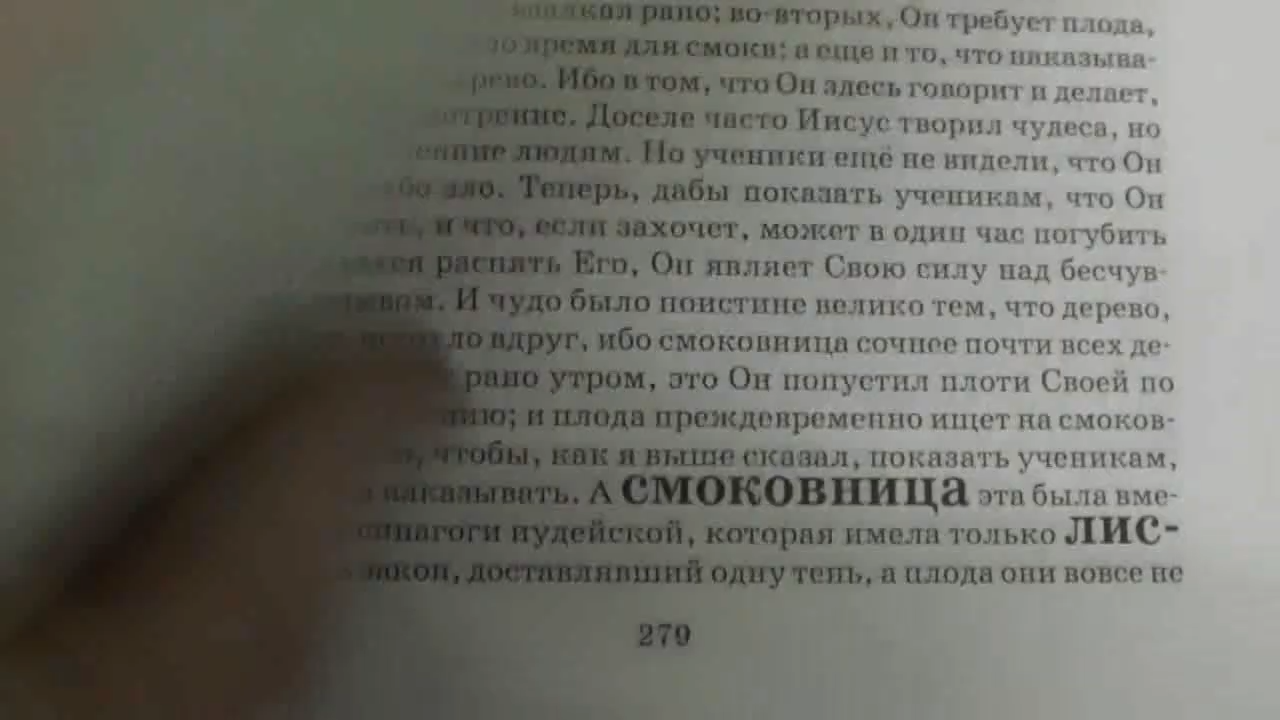 рано; во-вторых, Он требует плода,
время для смокв; а еще и то, что наказыва-
Ибо в том, что Он здесь говорит и делает,
Доселе часто Иисус творил чудеса, но
людям. Но ученики ещё не видели, что Он
зло. Теперь, дабы показать ученикам, что Он
и что, если захочет, может в один час погубить
распять Его, Он являет Свою силу над бесчув-
И чудо было поистине велико тем, что дерево,
вдруг, ибо смоковница сочнее почти всех де-
рано утром, это Он попустил плоти Своей по
и плода преждевременно ищет на смоков-
чтобы, как я выше сказал, показать ученикам,
наказывать. А смоковница эта была вме-
иудейской, которая имела только лис-
закон, доставлявший одну тень, а плода они вовсе не
279